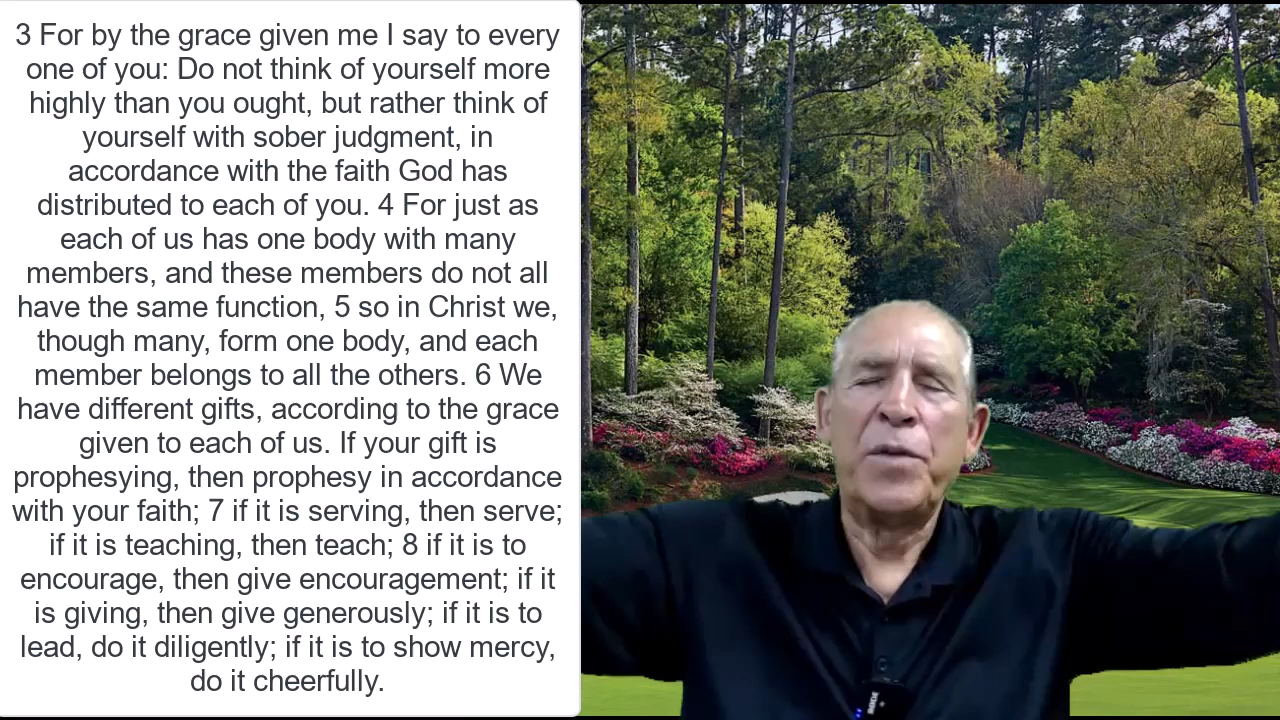 3 For by the grace given me I say to every
one of you: Do not think of yourself more
highly than you ought, but rather think of
yourself with sober judgment, in
accordance with the faith God has
distributed to each of you. 4 For just as
each of us has one body with many
members, and these members do not all
have the same function, 5 so in Christ we,
though many, form one body, and each
member belongs to all the others. 6 We
have different gifts, according to the grace
given to each of us. If your gift is
prophesying, then prophesy in accordance
with your faith; 7 if it is serving, then serve;
if it is teaching, then teach; 8 if it is to
encourage, then give encouragement; if it
is giving, then give generously; if it is to
lead, do it diligently; if it is to show mercy,
do it cheerfully.
RODE